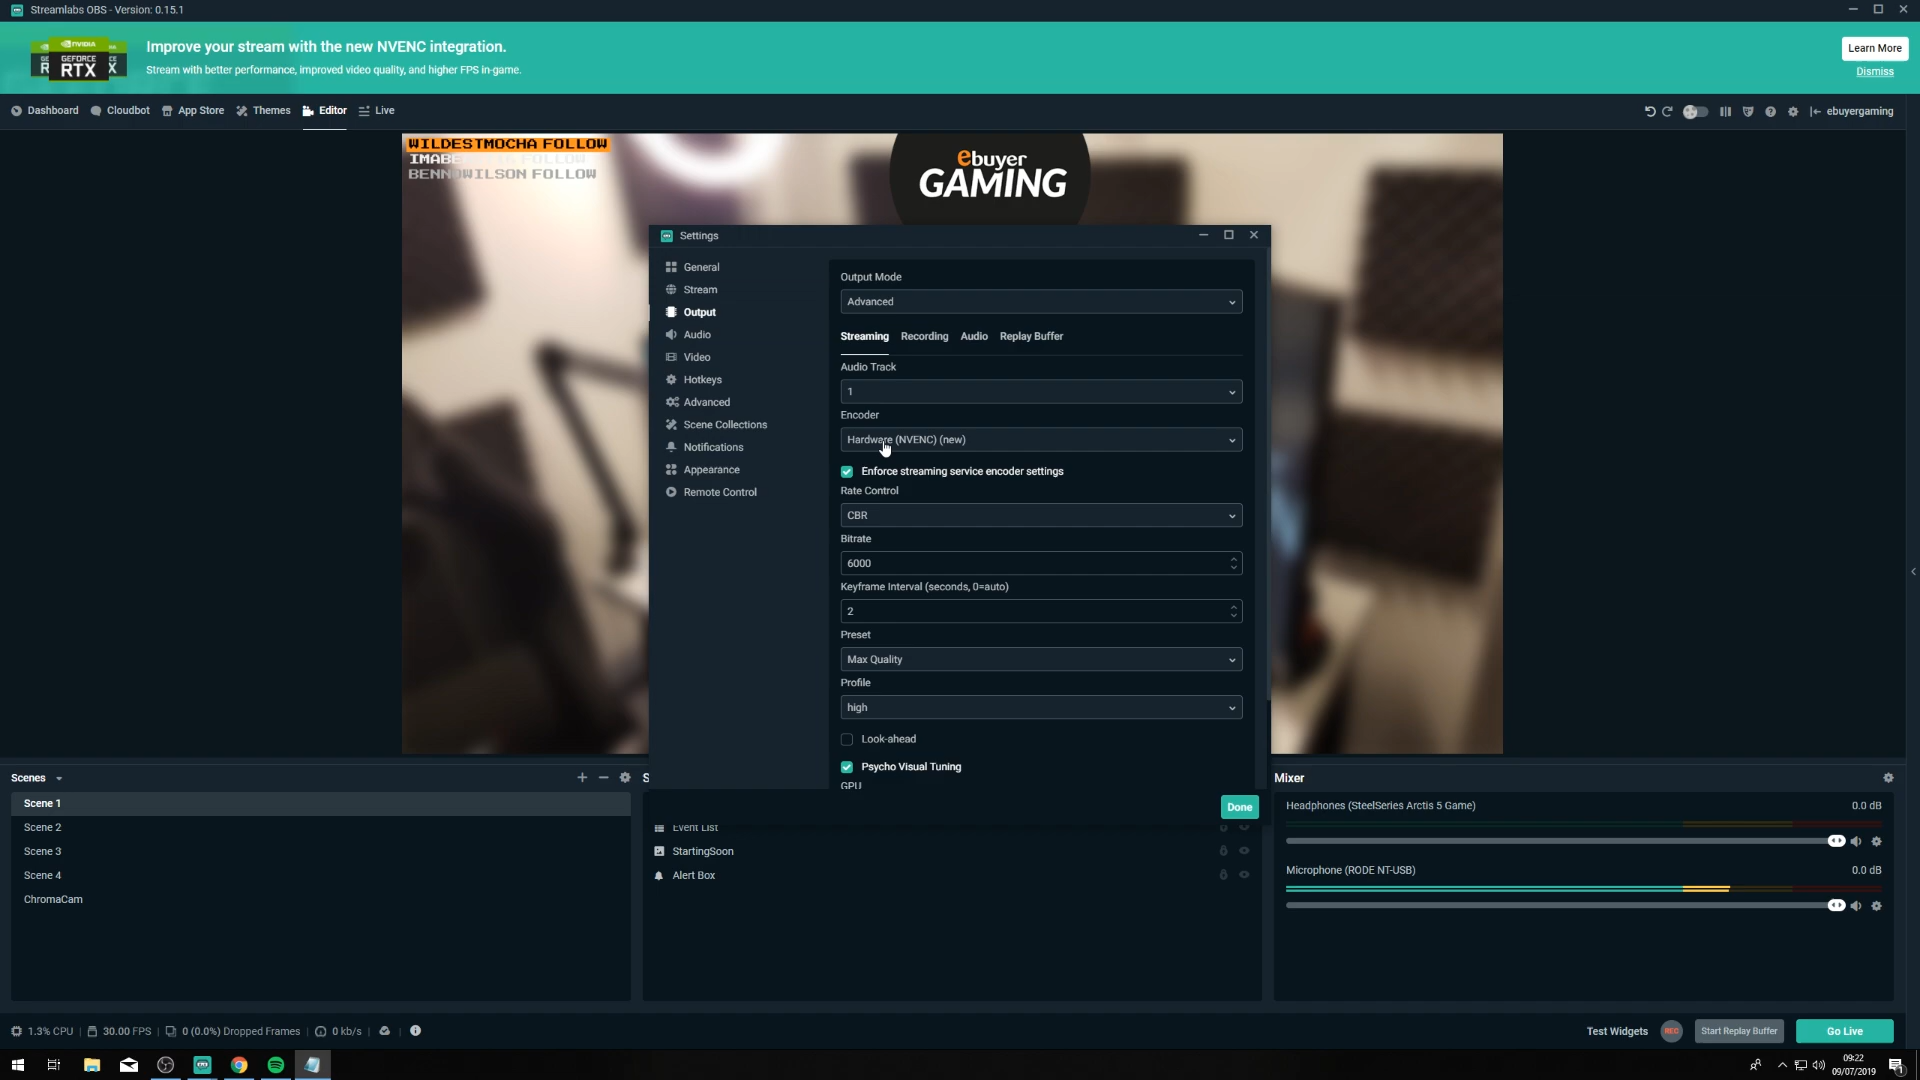 Streamlabs OBS - Version: 0.15.1
NVIDIA
GEFORCE
RTX
Improve your stream with the new NVENC integration.
Stream with better performance, improved video quality, and higher FPS in-game.
Learn More
Dismiss
Dashboard Cloudbot App Store Themes Editor Live
ebuyergaming
WILDESTMOCHA FOLLOW
FOLLOW
BENNOWILSON FOLLOW
ebuyer
GAMING
Settings
General
Stream
Output
Audio
Video
Hotkeys
Advanced
Scene Collections
Notifications
Appearance
Remote Control
Output Mode
Advanced
Streaming Recording Audio Replay Buffer
Audio Track
1
Encoder
Hardware (NVENC) (new)
Enforce streaming service encoder settings
Rate Control
CBR
Bitrate
6000
Keyframe Interval (seconds, 0=auto)
2
Preset
Max Quality
Profile
high
Look-ahead
Psycho Visual Tuning
GPU
Done
Scenes
Scene 1
Scene 2
Scene 3
Scene 4
ChromaCam
S
Event List
StartingSoon
Alert Box
Mixer
Headphones (SteelSeries Arctis 5 Game) 0.0 dB
Microphone (RODE NT-USB) 0.0 dB
1.3% CPU 30.00 FPS 0 (0.0%) Dropped Frames 0 kb/s
Test Widgets REC Start Replay Buffer Go Live
09:22
09/07/2019
1